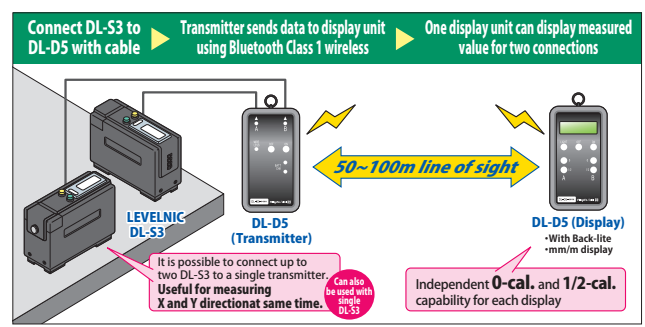 Connect DL-S3 to
DL-D5 with cable
Transmitter sends data to display unit
using Bluetooth Class 1 wireless
One display unit can display measured
value for two connections
A
B
50~100m line of sight
A
B
LEVELNIC
DL-S3
DL-D5
(Transmitter)
DL-D5 (Display)
･With Back-lite
･mm/m display
It is possible to connect up to
two DL-S3 to a single transmitter.
Useful for measuring
X and Y directionat same time.
Can also
be used with
single
DL-S3
Independent 0-cal. and 1/2-cal.
capability for each display